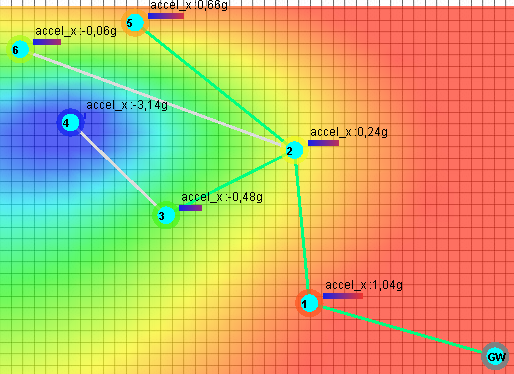 accel_x :0,66g
5
accel_x :-0,06g
6
accel_x :-3,14g
4
accel_x :0,24g
2
accel_x :-0,48g
3
accel_x :1,04g
1
GW